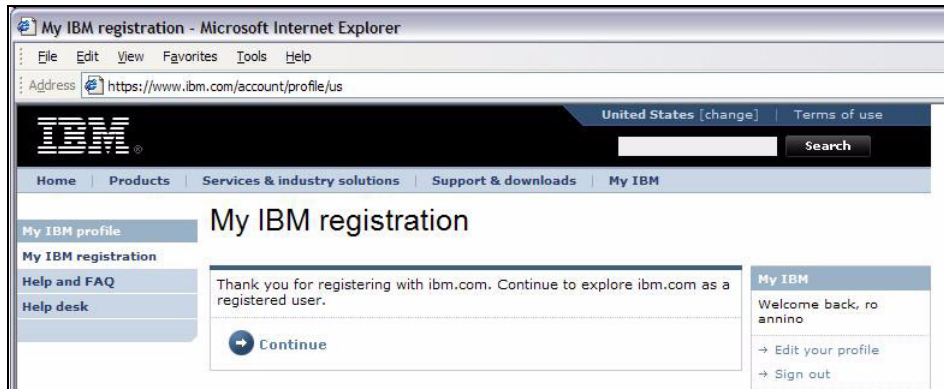 My IBM registration - Microsoft Internet Explorer
File Edit View Favorites Tools Help
Address https://www.ibm.com/account/profile/us
United States [change] | Terms of use
IBM®
Search
Home | Products | Services & industry solutions | Support & downloads | My IBM
My IBM profile
My IBM registration
Help and FAQ
Help desk
My IBM registration
Thank you for registering with ibm.com. Continue to explore ibm.com as a
registered user.
Continue
My IBM
Welcome back, ro
annino
→ Edit your profile
→ Sign out